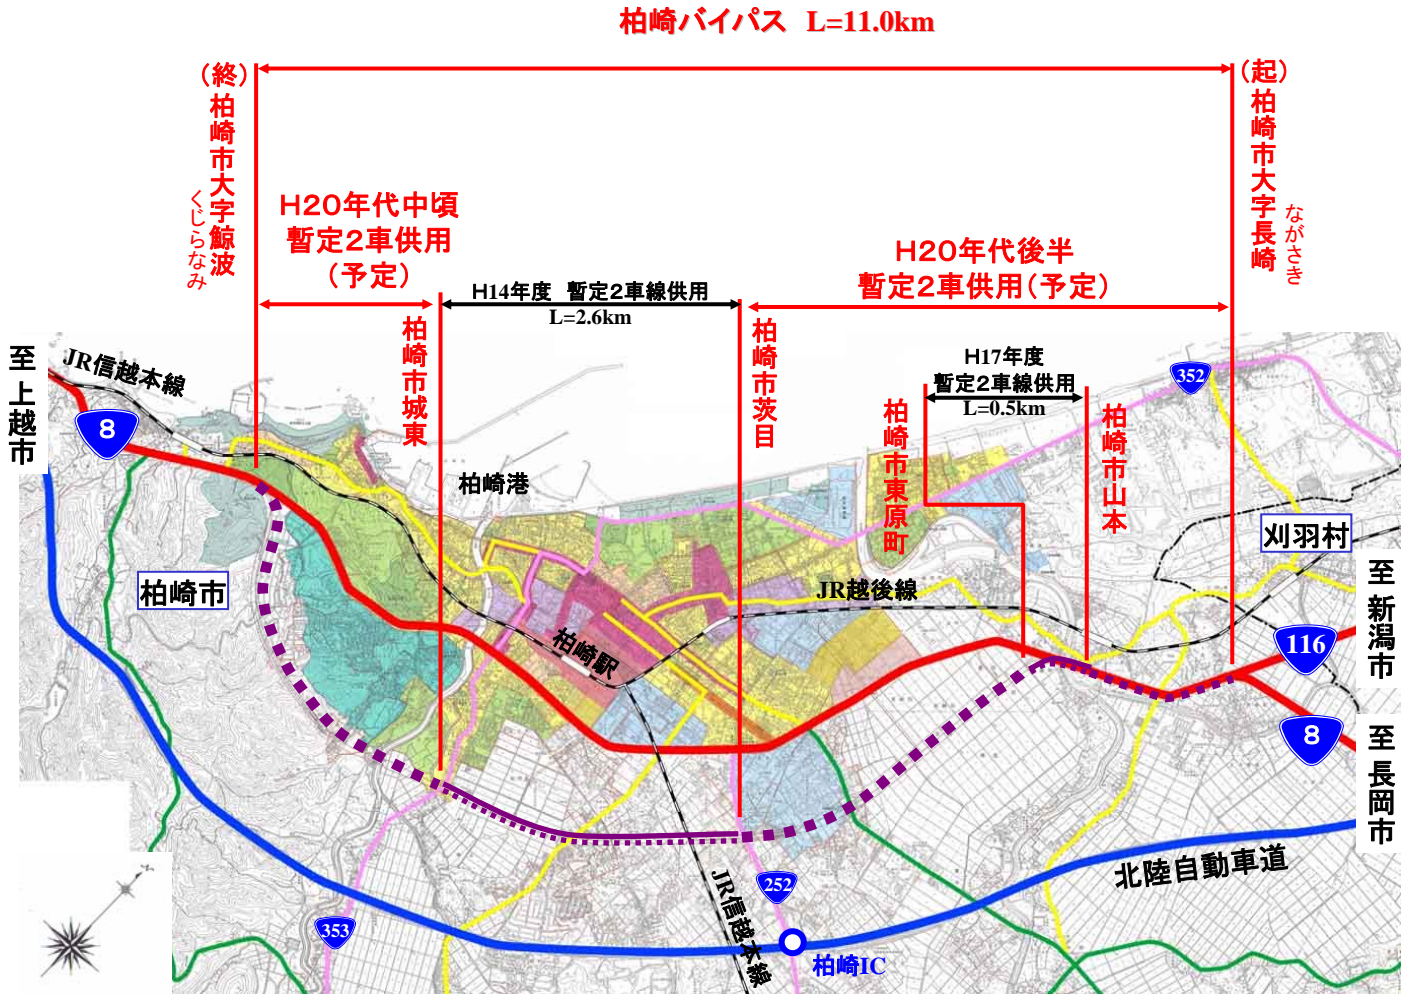 柏崎バイパス L=11.0km
(終)
柏崎市大字鯨波
くじらなみ
(起)
柏崎市大字長崎
ながさき
H20年代中頃
暫定2車供用
(予定)
H14年度 暫定2車線供用
L=2.6km
H20年代後半
暫定2車供用(予定)
H17年度
暫定2車線供用
L=0.5km
柏崎市城東
柏崎市茨目
柏崎市東原町
柏崎市山本
至上越市
JR信越本線
8
352
柏崎港
柏崎市
刈羽村
JR越後線
柏崎駅
至新潟市
116
8
至長岡市
北陸自動車道
252
353
JR信越本線
柏崎IC